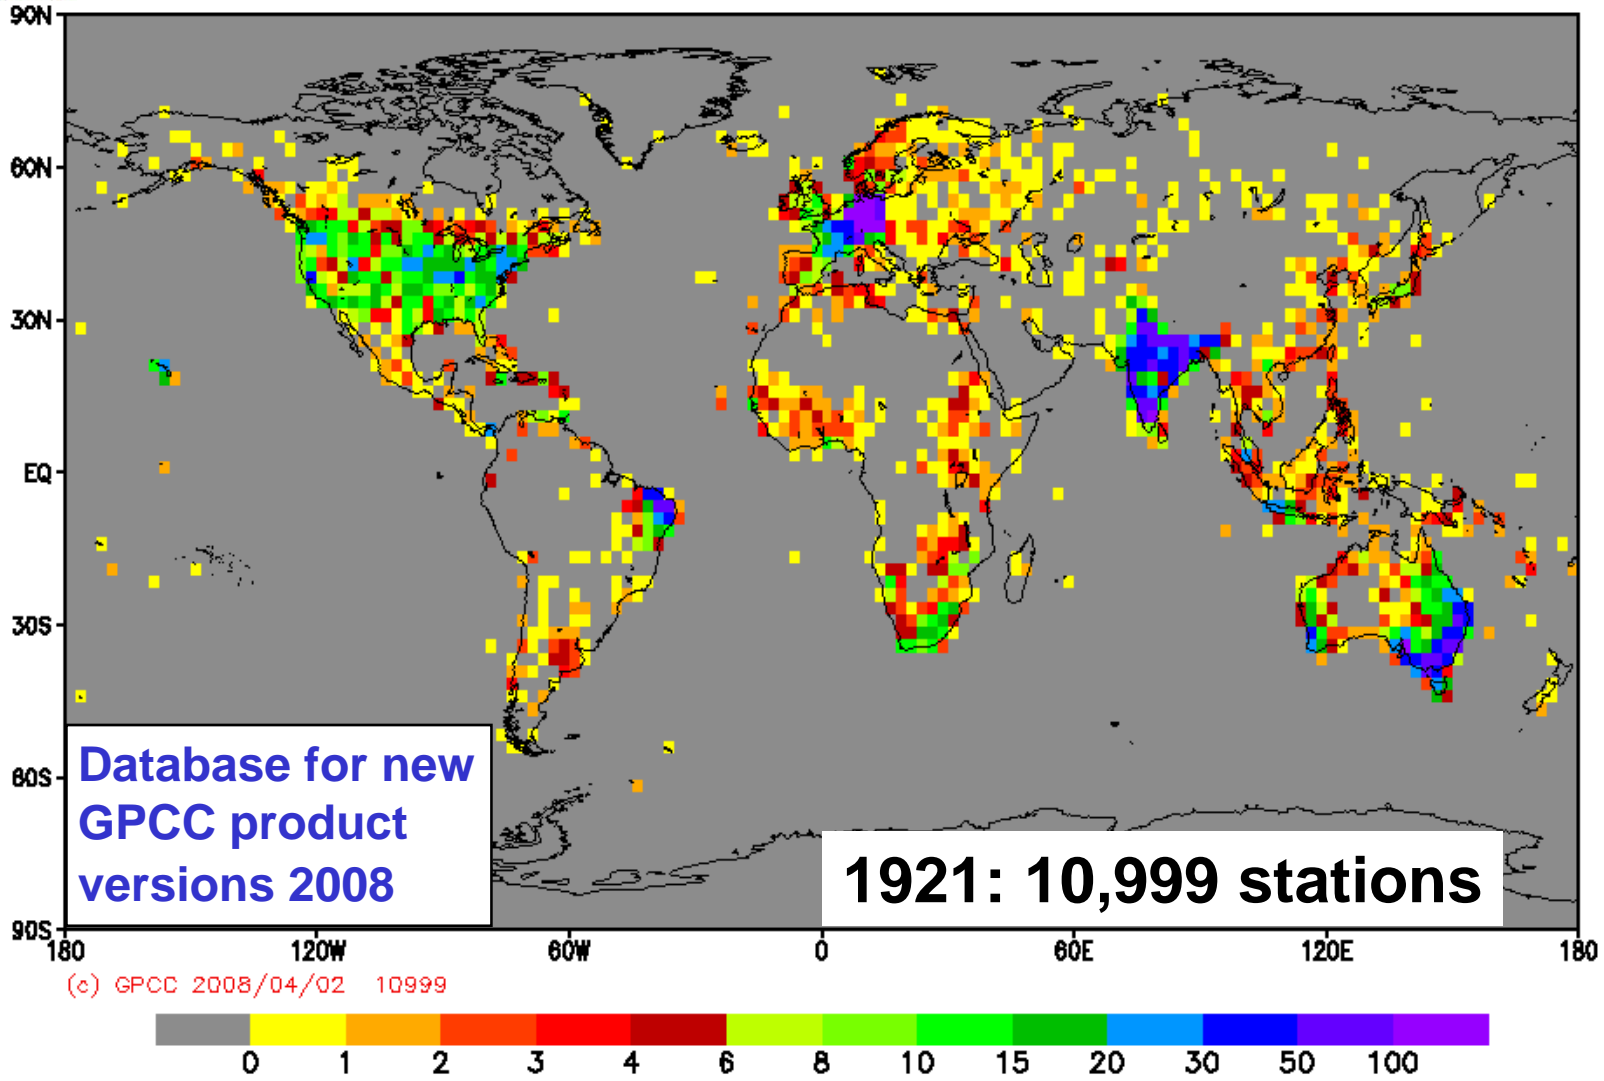 90N
60N
30N
EQ
30S
60S
90S
Database for new
GPCC product
versions 2008
1921: 10,999 stations
180 120W 60W 0 60E 120E 180
(c) GPCC 2008/04/02 10999
0 1 2 3 4 6 8 10 15 20 30 50 100